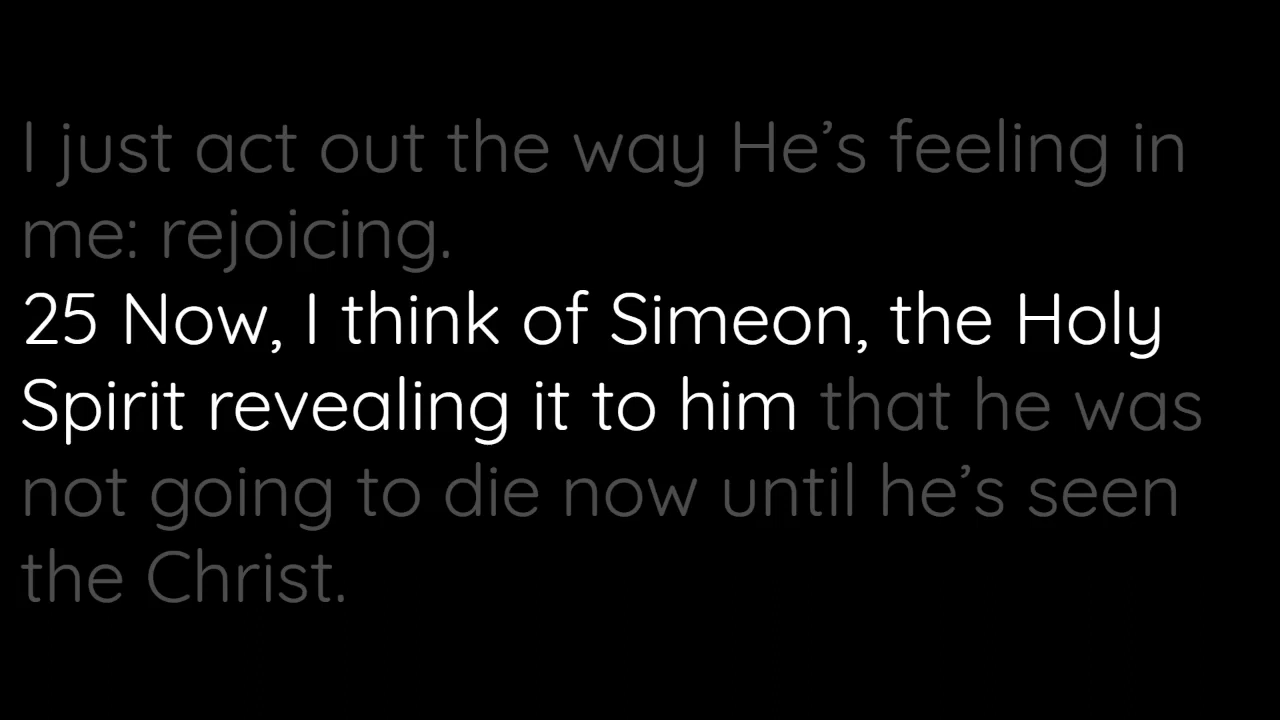 I just act out the way He’s feeling in
me: rejoicing.
25 Now, I think of Simeon, the Holy
Spirit revealing it to him that he was
not going to die now until he’s seen
the Christ.